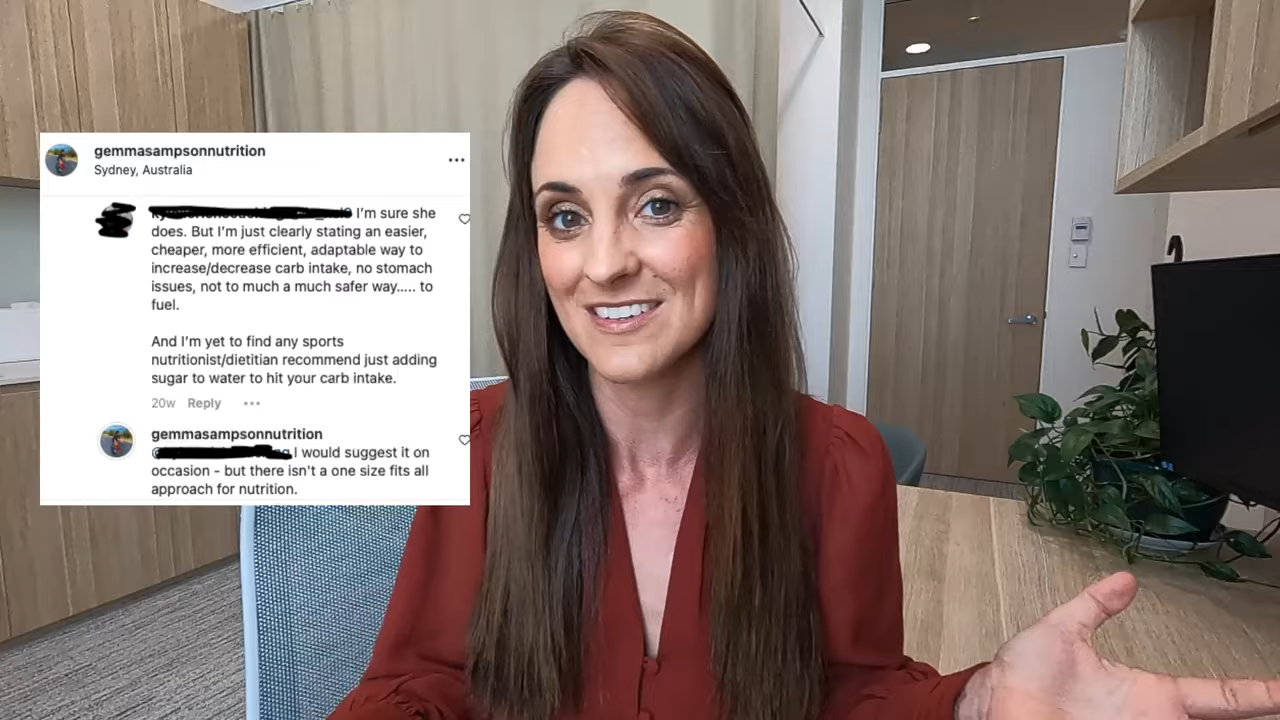 gemmasampsonnutrition
Sydney, Australia
I'm sure she
does. But I'm just clearly stating an easier,
cheaper, more efficient, adaptable way to
increase/decrease carb intake, no stomach
issues, not to much a much safer way..... to
fuel.
And I'm yet to find any sports
nutritionist/dietitian recommend just adding
sugar to water to hit your carb intake.
20w Reply
gemmasampsonnutrition
I would suggest it on
occasion - but there isn't a one size fits all
approach for nutrition.